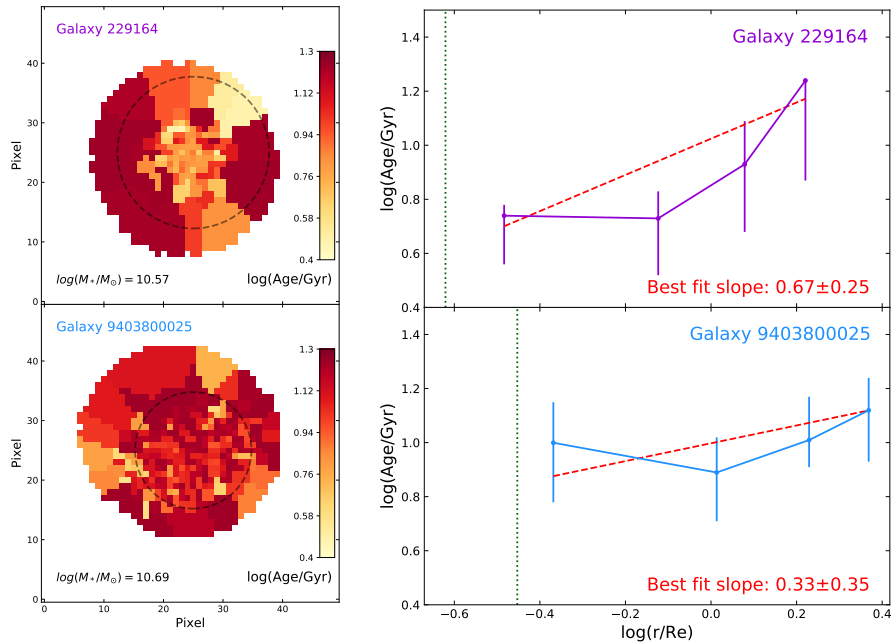 Galaxy 229164
1.3
1.12
0.94
0.76
0.58
0.4
40
30
20
10
0
Pixel
log(M*/M⊙) = 10.57
log(Age/Gyr)
Galaxy 229164
1.4
1.2
1.0
0.8
0.6
0.4
log(Age/Gyr)
Best fit slope: 0.67±0.25
0 10 20 30 40
Galaxy 9403800025
1.3
1.12
0.94
0.76
0.58
0.4
40
30
20
10
0
Pixel
log(M*/M⊙) = 10.69
log(Age/Gyr)
0 10 20 30 40
Pixel
Galaxy 9403800025
1.4
1.2
1.0
0.8
0.6
0.4
log(Age/Gyr)
Best fit slope: 0.33±0.35
−0.6 −0.4 −0.2 0.0 0.2 0.4
log(r/Re)